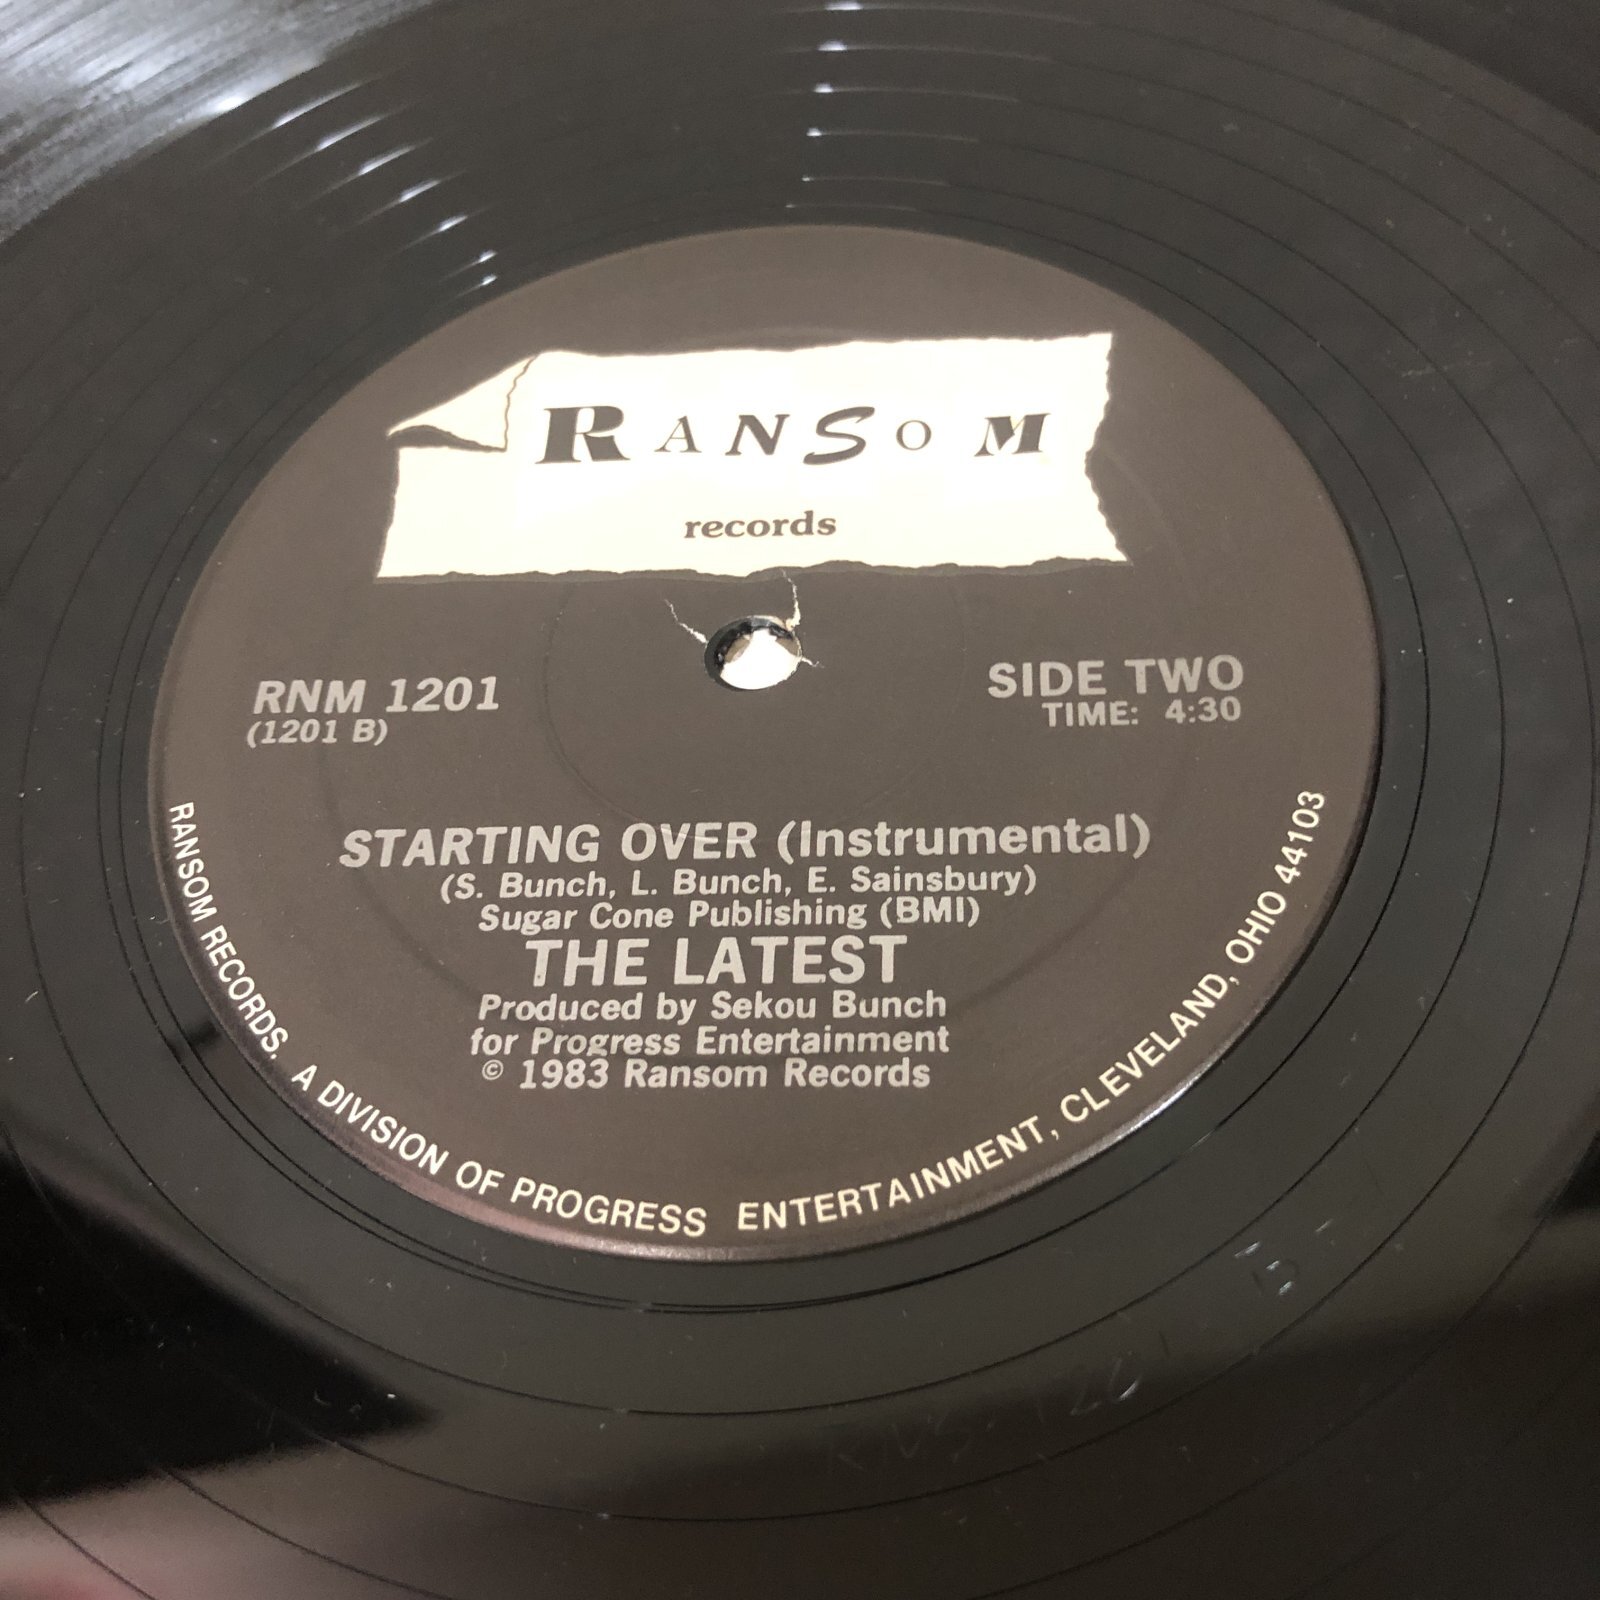 RANSOM
records
RNM 1201
(1201 B)
SIDE TWO
TIME: 4:30
STARTING OVER (Instrumental)
(S. Bunch, L. Bunch, E. Sainsbury)
Sugar Cone Publishing (BMI)
THE LATEST
Produced by Sekou Bunch
for Progress Entertainment
© 1983 Ransom Records
RANSOM RECORDS. A DIVISION OF PROGRESS ENTERTAINMENT, CLEVELAND, OHIO 44103